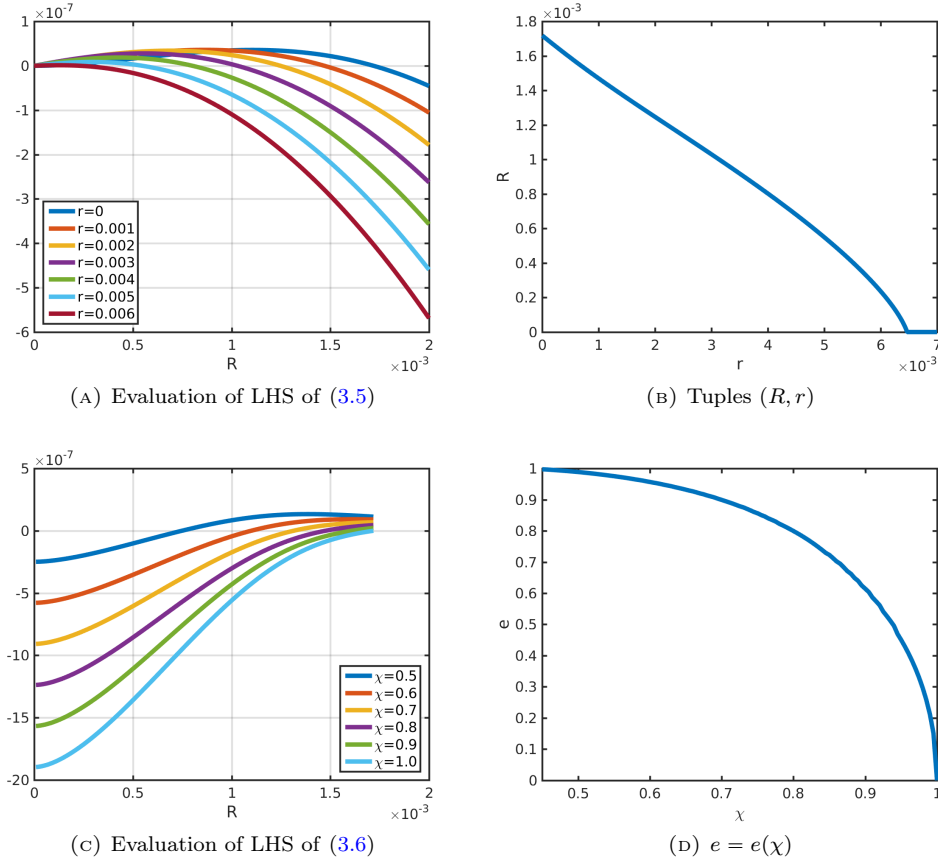 ×10⁻⁷
1
0
-1
-2
-3
-4
-5
-6
0
0.5
1
1.5
2
×10⁻³
R
r=0
r=0.001
r=0.002
r=0.003
r=0.004
r=0.005
r=0.006
(A) Evaluation of LHS of (3.5)
×10⁻³
1.8
1.6
1.4
1.2
1
0.8
0.6
0.4
0.2
0
R
0
1
2
3
4
5
6
7
×10⁻³
r
(B) Tuples (R, r)
×10⁻⁷
5
0
-5
-10
-15
-20
0
0.5
1
1.5
2
×10⁻³
R
χ=0.5
χ=0.6
χ=0.7
χ=0.8
χ=0.9
χ=1.0
(C) Evaluation of LHS of (3.6)
1
0.9
0.8
0.7
0.6
0.5
0.4
0.3
0.2
0.1
0
e
0.5
0.6
0.7
0.8
0.9
1
χ
(D) e = e(χ)